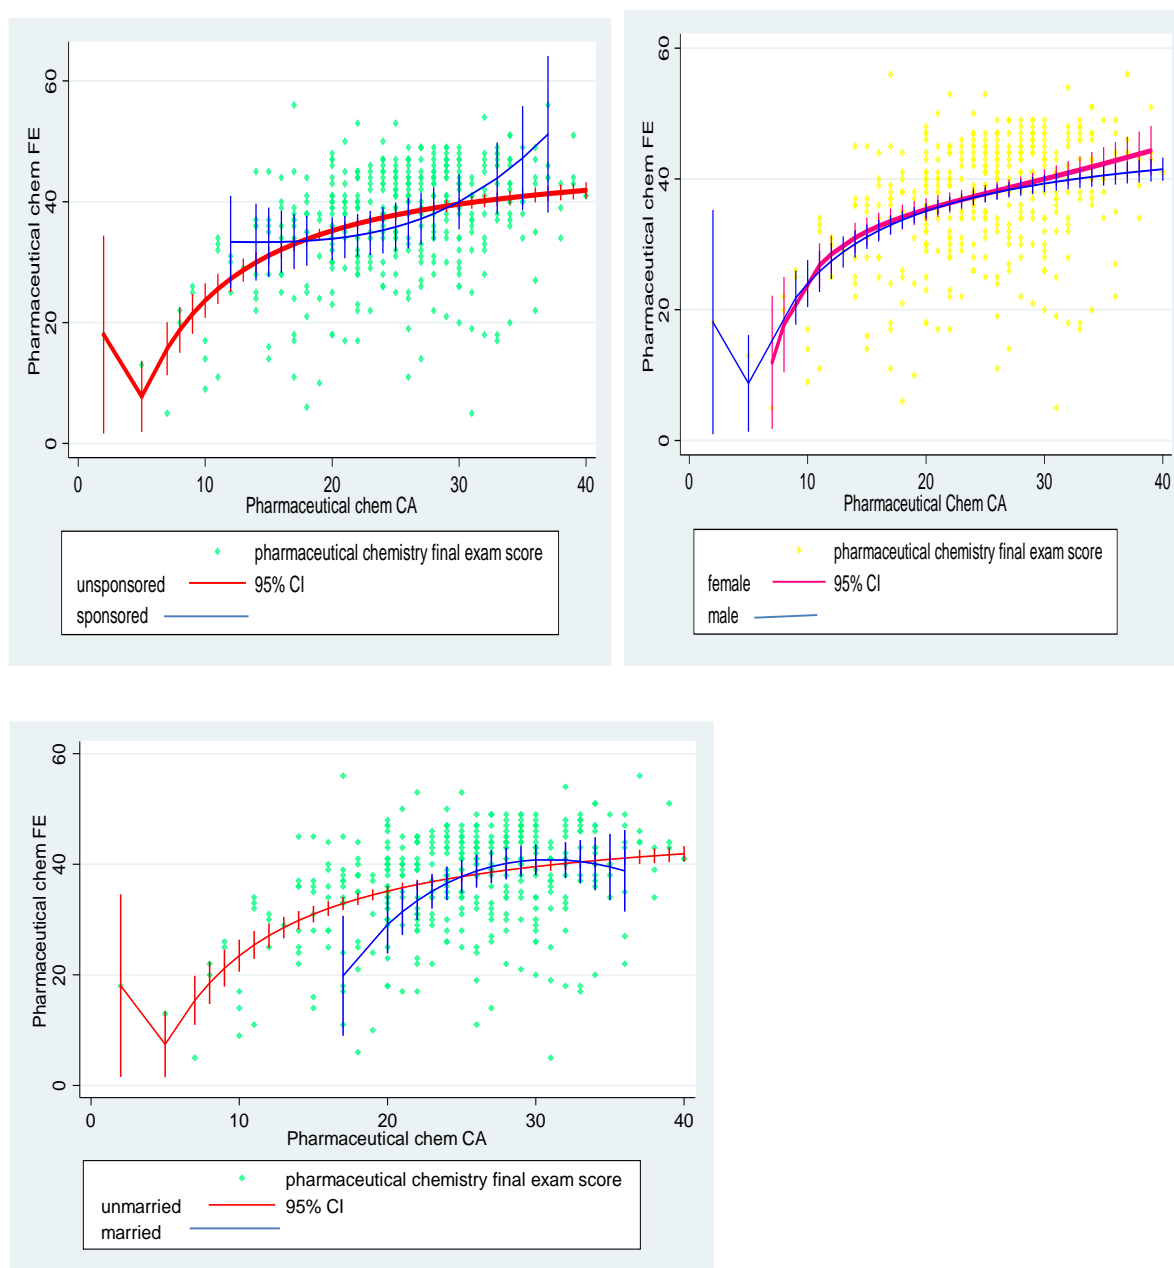 60
40
20
0
Pharmaceutical chem FE
0 10 20 30 40
Pharmaceutical chem CA
pharmaceutical chemistry final exam score
unsponsored 95% CI
sponsored
60
40
20
0
Pharmaceutical chem FE
0 10 20 30 40
Pharmaceutical Chem CA
pharmaceutical chemistry final exam score
female 95% CI
male
60
40
20
0
Pharmaceutical chem FE
0 10 20 30 40
Pharmaceutical chem CA
pharmaceutical chemistry final exam score
unmarried 95% CI
married